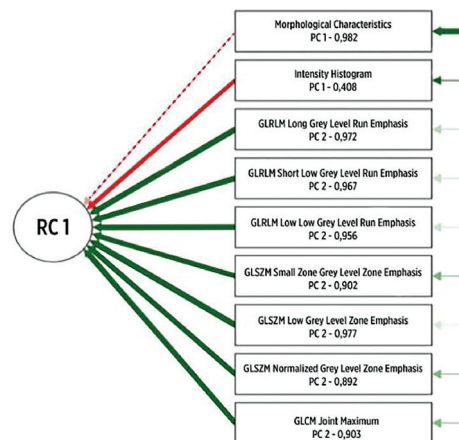 Morphological Characteristics
PC 1 - 0,982
Intensity Histogram
PC 1 - 0,408
GLRLM Long Grey Level Run Emphasis
PC 2 - 0,972
GLRLM Short Low Grey Level Run Emphasis
PC 2 - 0,967
RC 1
GLRLM Low Low Grey Level Run Emphasis
PC 2 - 0,956
GLSZM Small Zone Grey Level Zone Emphasis
PC 2 - 0,902
GLSZM Low Grey Level Zone Emphasis
PC 2 - 0,977
GLSZM Normalized Grey Level Zone Emphasis
PC 2 - 0,892
GLCM Joint Maximum
PC 2 - 0,903